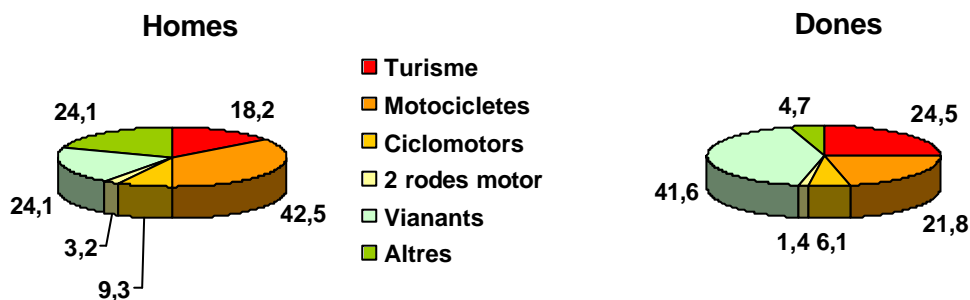 Homes
Dones
Turisme
Motocicletes
Ciclomotors
2 rodes motor
Vianants
Altres
24,1
18,2
42,5
9,3
3,2
24,1
4,7
24,5
21,8
6,1
1,4
41,6